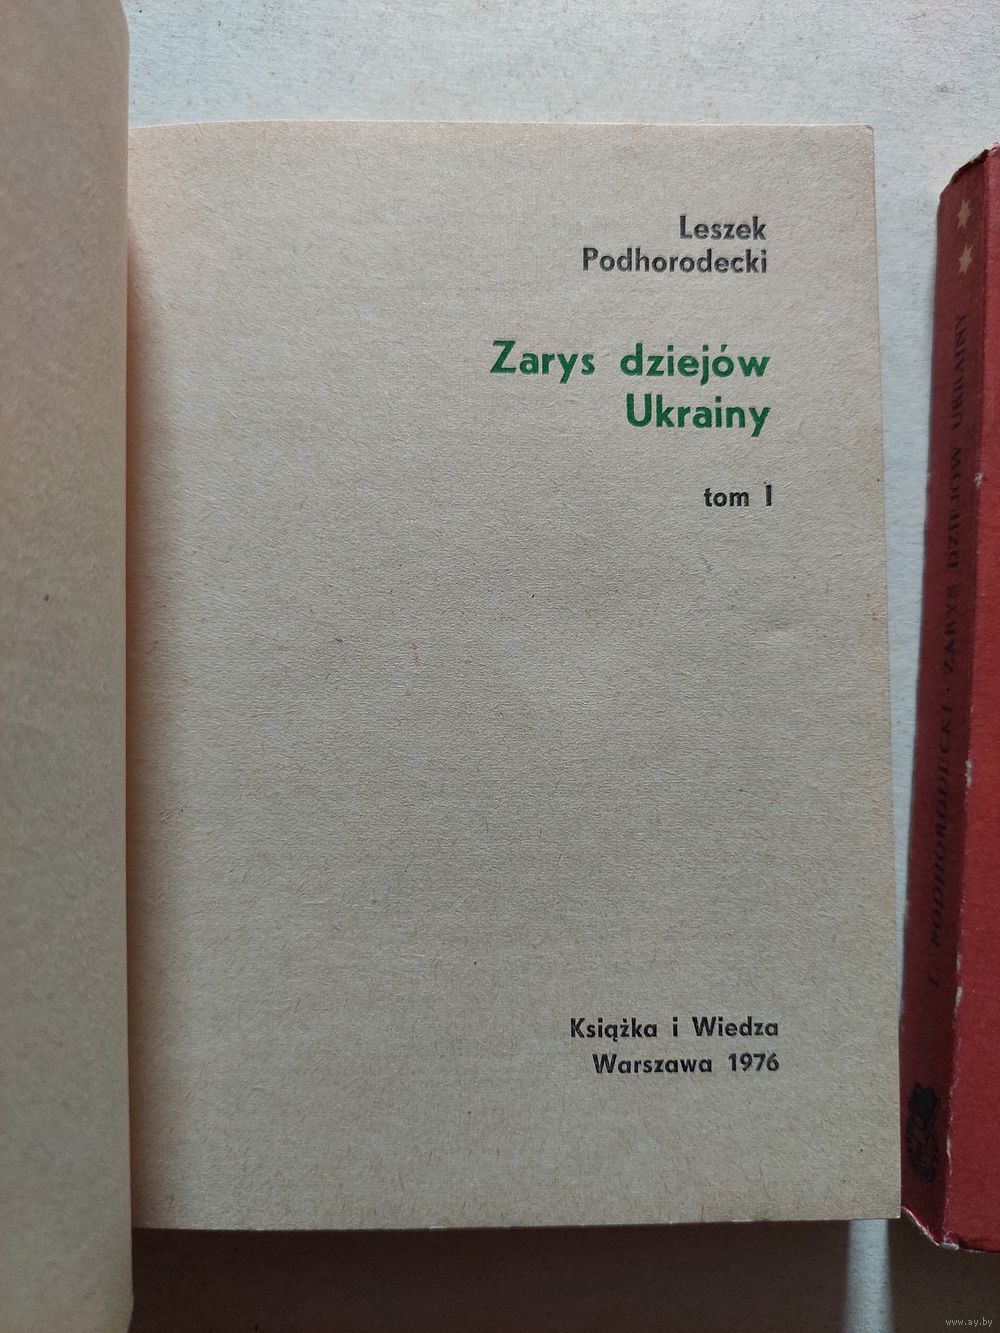 Leszek
Podhorodecki
Zarys dziejów
Ukrainy
tom I
Książka i Wiedza
Warszawa 1976
L. PODHORODECKI · ZARYS DZIEJÓW UKRAINY
www.ay.by